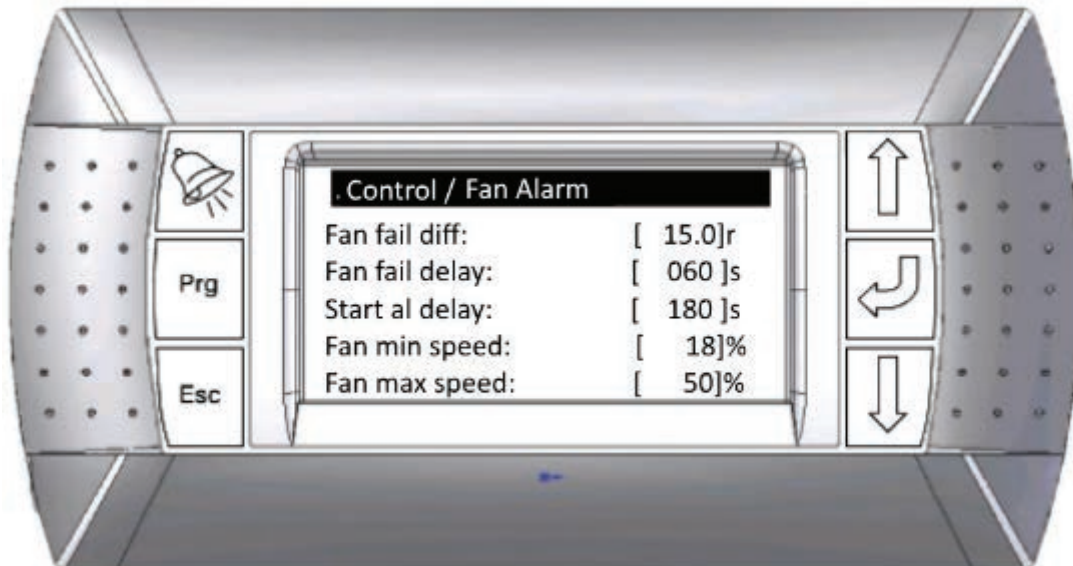 . Control / Fan Alarm
Fan fail diff: [ 15.0]r
Fan fail delay: [ 060 ]s
Start al delay: [ 180 ]s
Fan min speed: [ 18]%
Fan max speed: [ 50]%
Prg
Esc